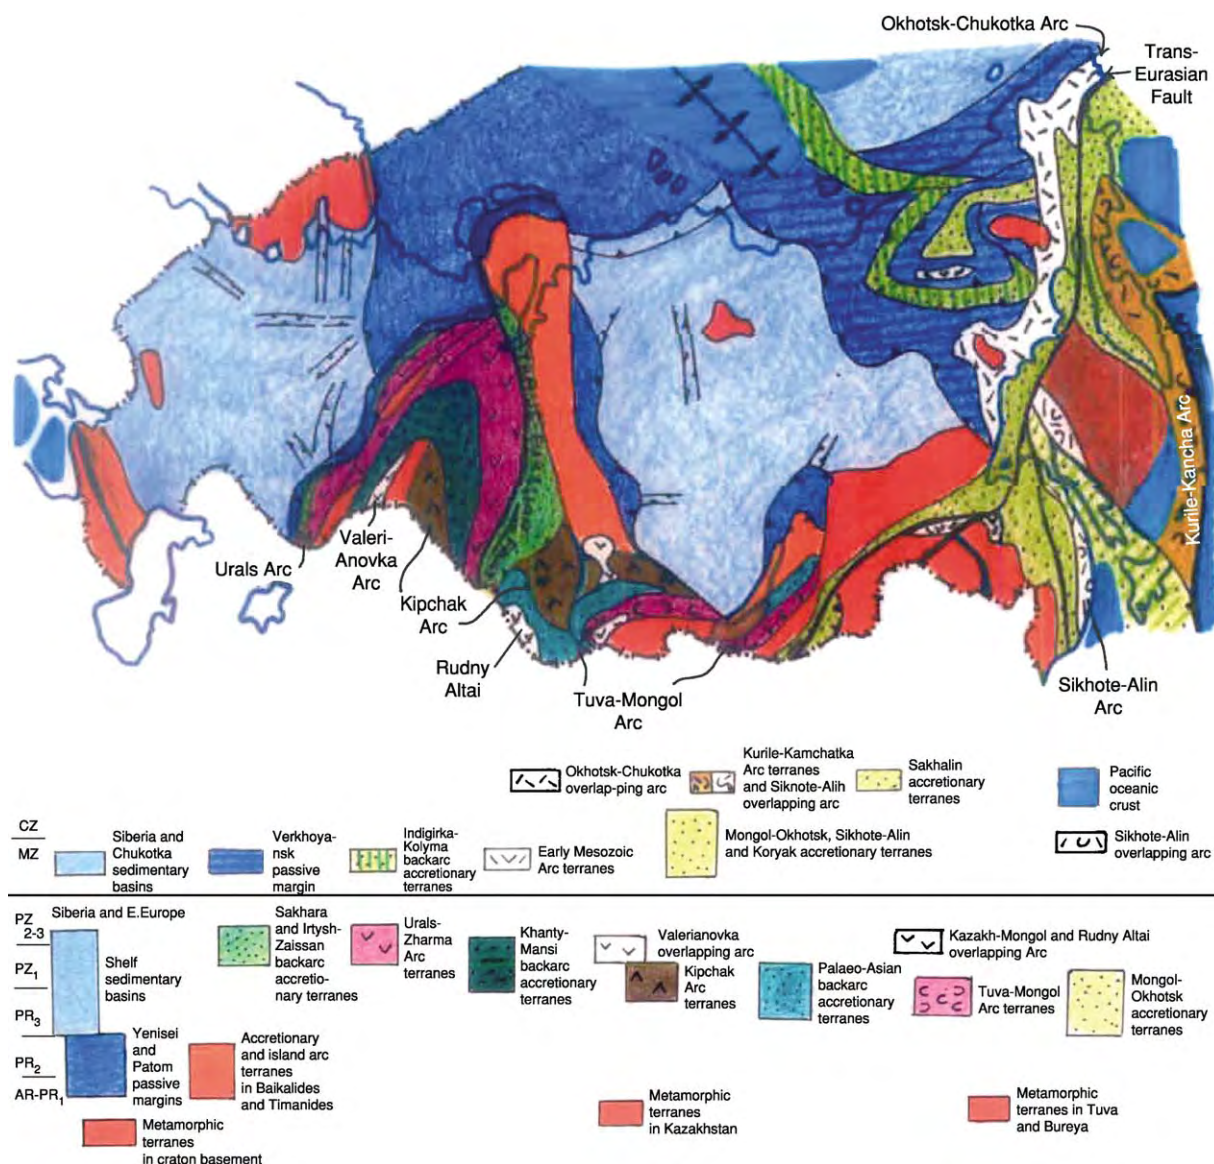 Okhotsk-Chukotka Arc
Trans-
Eurasian
Fault
Kurile-Kancha Arc
Urals Arc
Valeri-
Anovka
Arc
Kipchak
Arc
Rudny
Altai
Tuva-Mongol
Arc
Sikhote-Alin
Arc
Okhotsk-Chukotka
overlap-ping arc
Kurile-Kamchatka
Arc terranes
and Siknote-Alih
overlapping arc
Sakhalin
accretionary
terranes
Pacific
oceanic
crust
CZ
MZ
Siberia and
Chukotka
sedimentary
basins
Verkhoya-
nsk
passive
margin
Indigirka-
Kolyma
backarc
accretionary
terranes
Early Mesozoic
Arc terranes
Mongol-Okhotsk, Sikhote-Alin
and Koryak accretionary terranes
Sikhote-Alin
overlapping arc
PZ
2-3
PZ1
PR3
PR2
AR-PR1
Siberia and E.Europe
Shelf
sedimentary
basins
Yenisei
and
Patom
passive
margins
Sakhara
and Irtysh-
Zaissan
backarc
accretio-
nary terranes
Urals-
Zharma
Arc
terranes
Khanty-
Mansi
backarc
accretionary
terranes
Valerianovka
overlapping arc
Kipchak
Arc
terranes
Palaeo-Asian
backarc
accretionary
terranes
Kazakh-Mongol and Rudny Altai
overlapping Arc
Tuva-Mongol
Arc terranes
Mongol-
Okhotsk
accretionary
terranes
Accretionary
and island arc
terranes
in Baikalides
and Timanides
Metamorphic
terranes
in craton basement
Metamorphic
terranes
in Kazakhstan
Metamorphic
terranes in Tuva
and Bureya